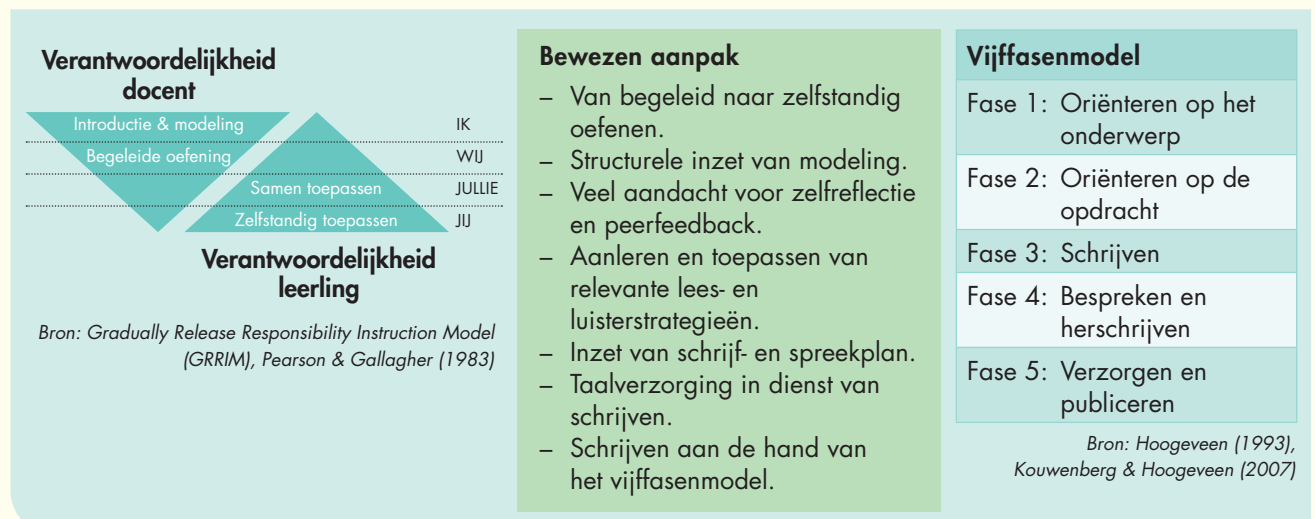 Verantwoordelijkheid
docent
Introductie & modeling
IK
Begeleide oefening
WIJ
Samen toepassen
JULLIE
Zelfstandig toepassen
JIJ
Verantwoordelijkheid
leerling
Bron: Gradually Release Responsibility Instruction Model
(GRRIM), Pearson & Gallagher (1983)
Bewezen aanpak
– Van begeleid naar zelfstandig
oefenen.
– Structurele inzet van modeling.
– Veel aandacht voor zelfreflectie
en peerfeedback.
– Aanleren en toepassen van
relevante lees- en
luisterstrategieën.
– Inzet van schrijf- en spreekplan.
– Taalverzorging in dienst van
schrijven.
– Schrijven aan de hand van
het vijffasenmodel.
Vijffasenmodel
Fase 1: Oriënteren op het
onderwerp
Fase 2: Oriënteren op de
opdracht
Fase 3: Schrijven
Fase 4: Bespreken en
herschrijven
Fase 5: Verzorgen en
publiceren
Bron: Hoogeveen (1993),
Kouwenberg & Hoogeveen (2007)